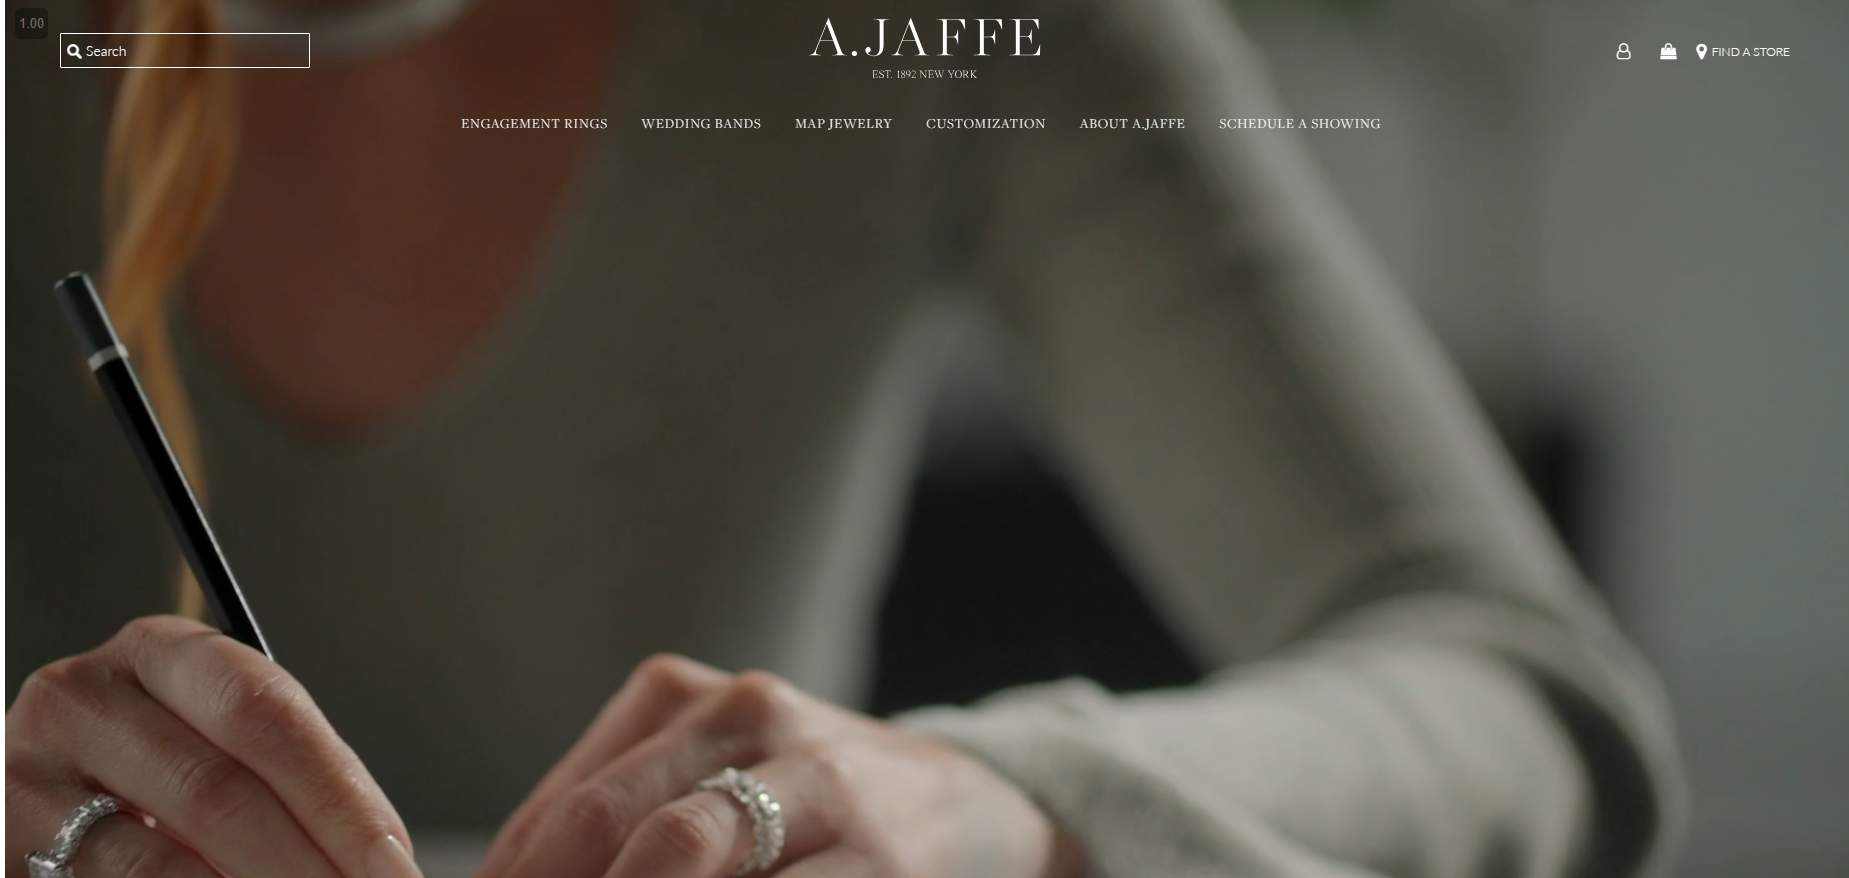 1.00
Search
A.JAFFE
EST. 1892 NEW YORK
FIND A STORE
ENGAGEMENT RINGS WEDDING BANDS MAP JEWELRY CUSTOMIZATION ABOUT A.JAFFE SCHEDULE A SHOWING